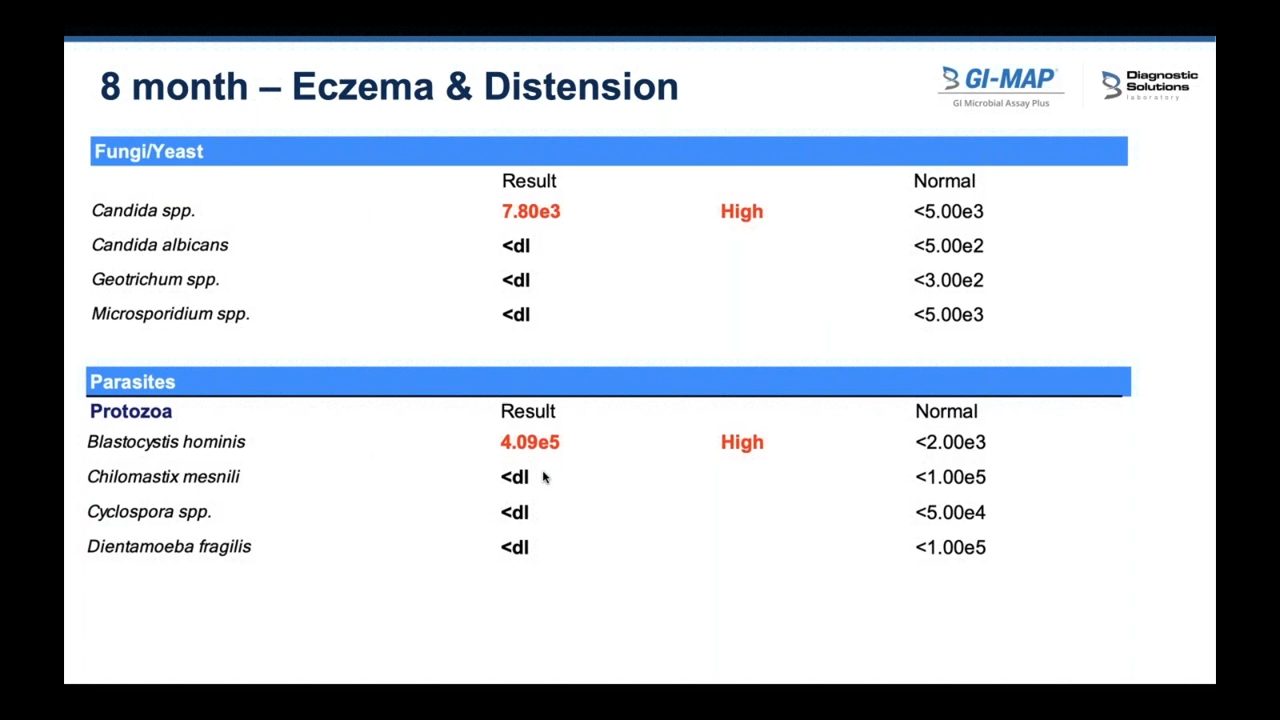 8 month – Eczema & Distension
GI-MAP®
GI Microbial Assay Plus
Diagnostic
Solutions
laboratory
Fungi/Yeast
Result Normal
Candida spp. 7.80e3 High <5.00e3
Candida albicans <dl <5.00e2
Geotrichum spp. <dl <3.00e2
Microsporidium spp. <dl <5.00e3
Parasites
Protozoa Result Normal
Blastocystis hominis 4.09e5 High <2.00e3
Chilomastix mesnili <dl <1.00e5
Cyclospora spp. <dl <5.00e4
Dientamoeba fragilis <dl <1.00e5